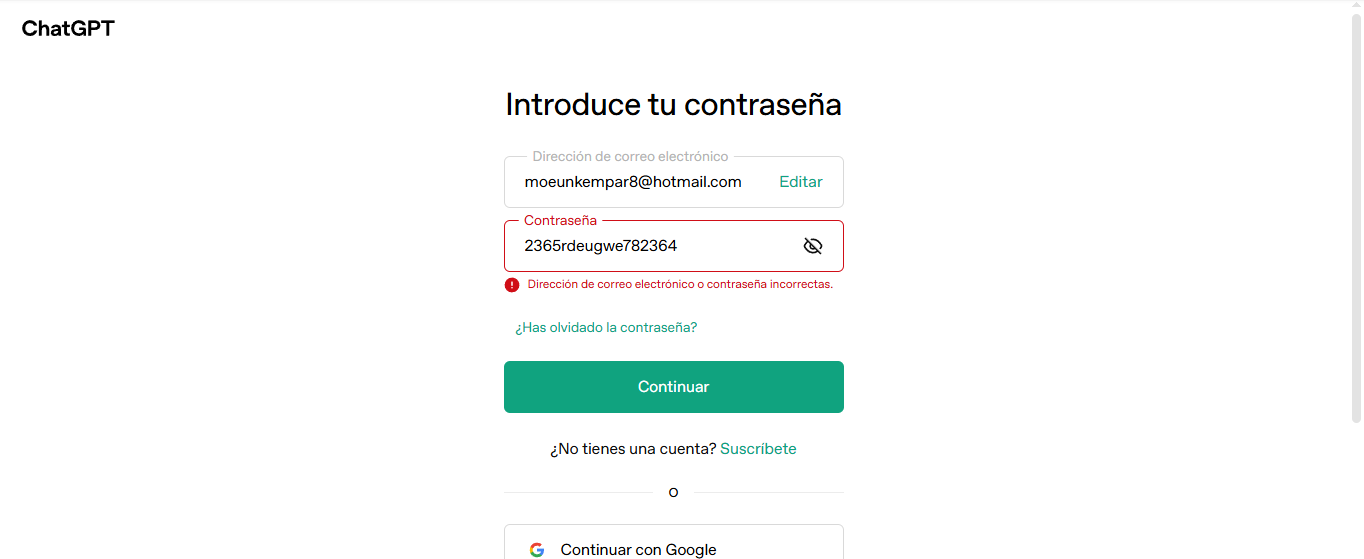 ChatGPT
Introduce tu contraseña
Dirección de correo electrónico
moeunkempar8@hotmail.com Editar
Contraseña
2365rdeugwe782364
Dirección de correo electrónico o contraseña incorrectas.
¿Has olvidado la contraseña?
Continuar
¿No tienes una cuenta? Suscríbete
O
Continuar con Google